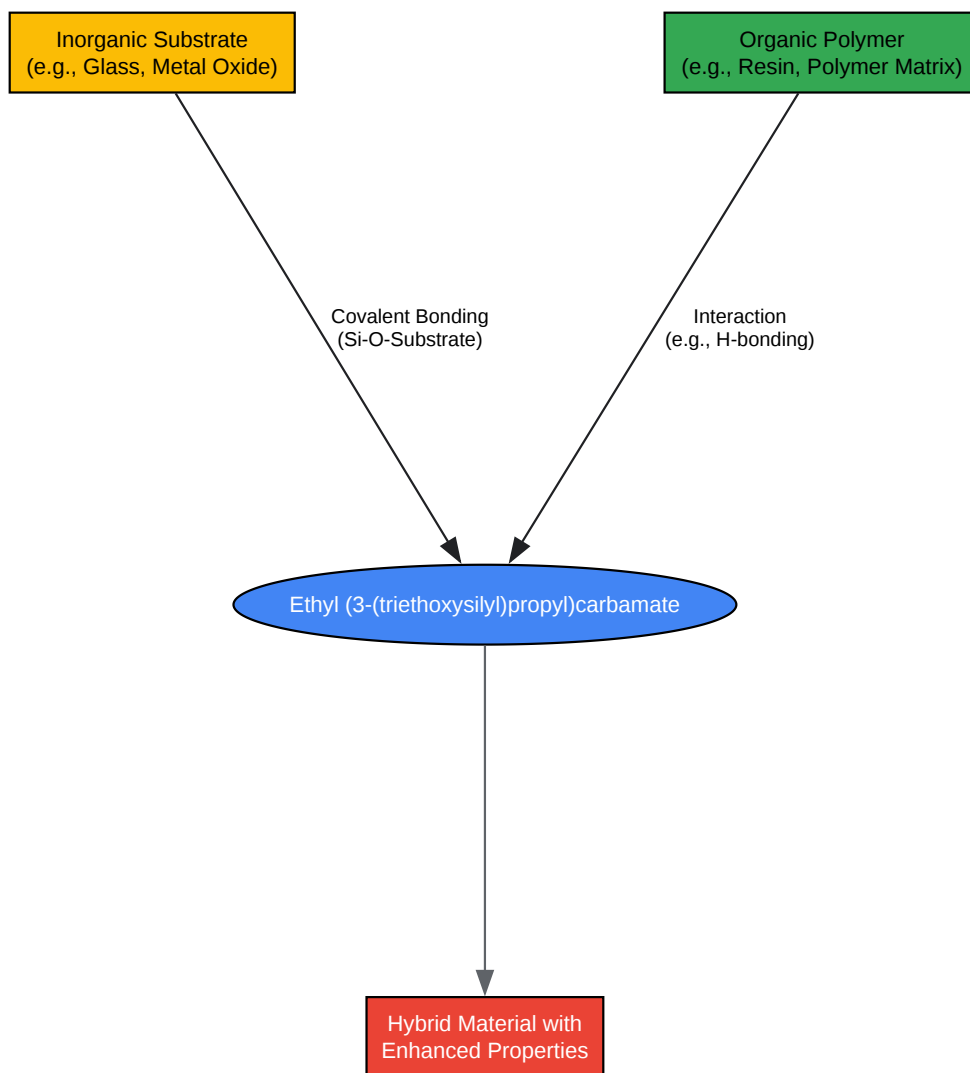 Inorganic Substrate
(e.g., Glass, Metal Oxide)
Organic Polymer
(e.g., Resin, Polymer Matrix)
Covalent Bonding
(Si-O-Substrate)
Interaction
(e.g., H-bonding)
Ethyl (3-(triethoxysilyl)propyl)carbamate
Hybrid Material with
Enhanced Properties